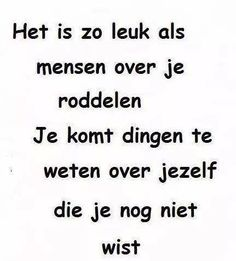 Het is zo leuk als
mensen over je
roddelen
Je komt dingen te
weten over jezelf
die je nog niet
wist